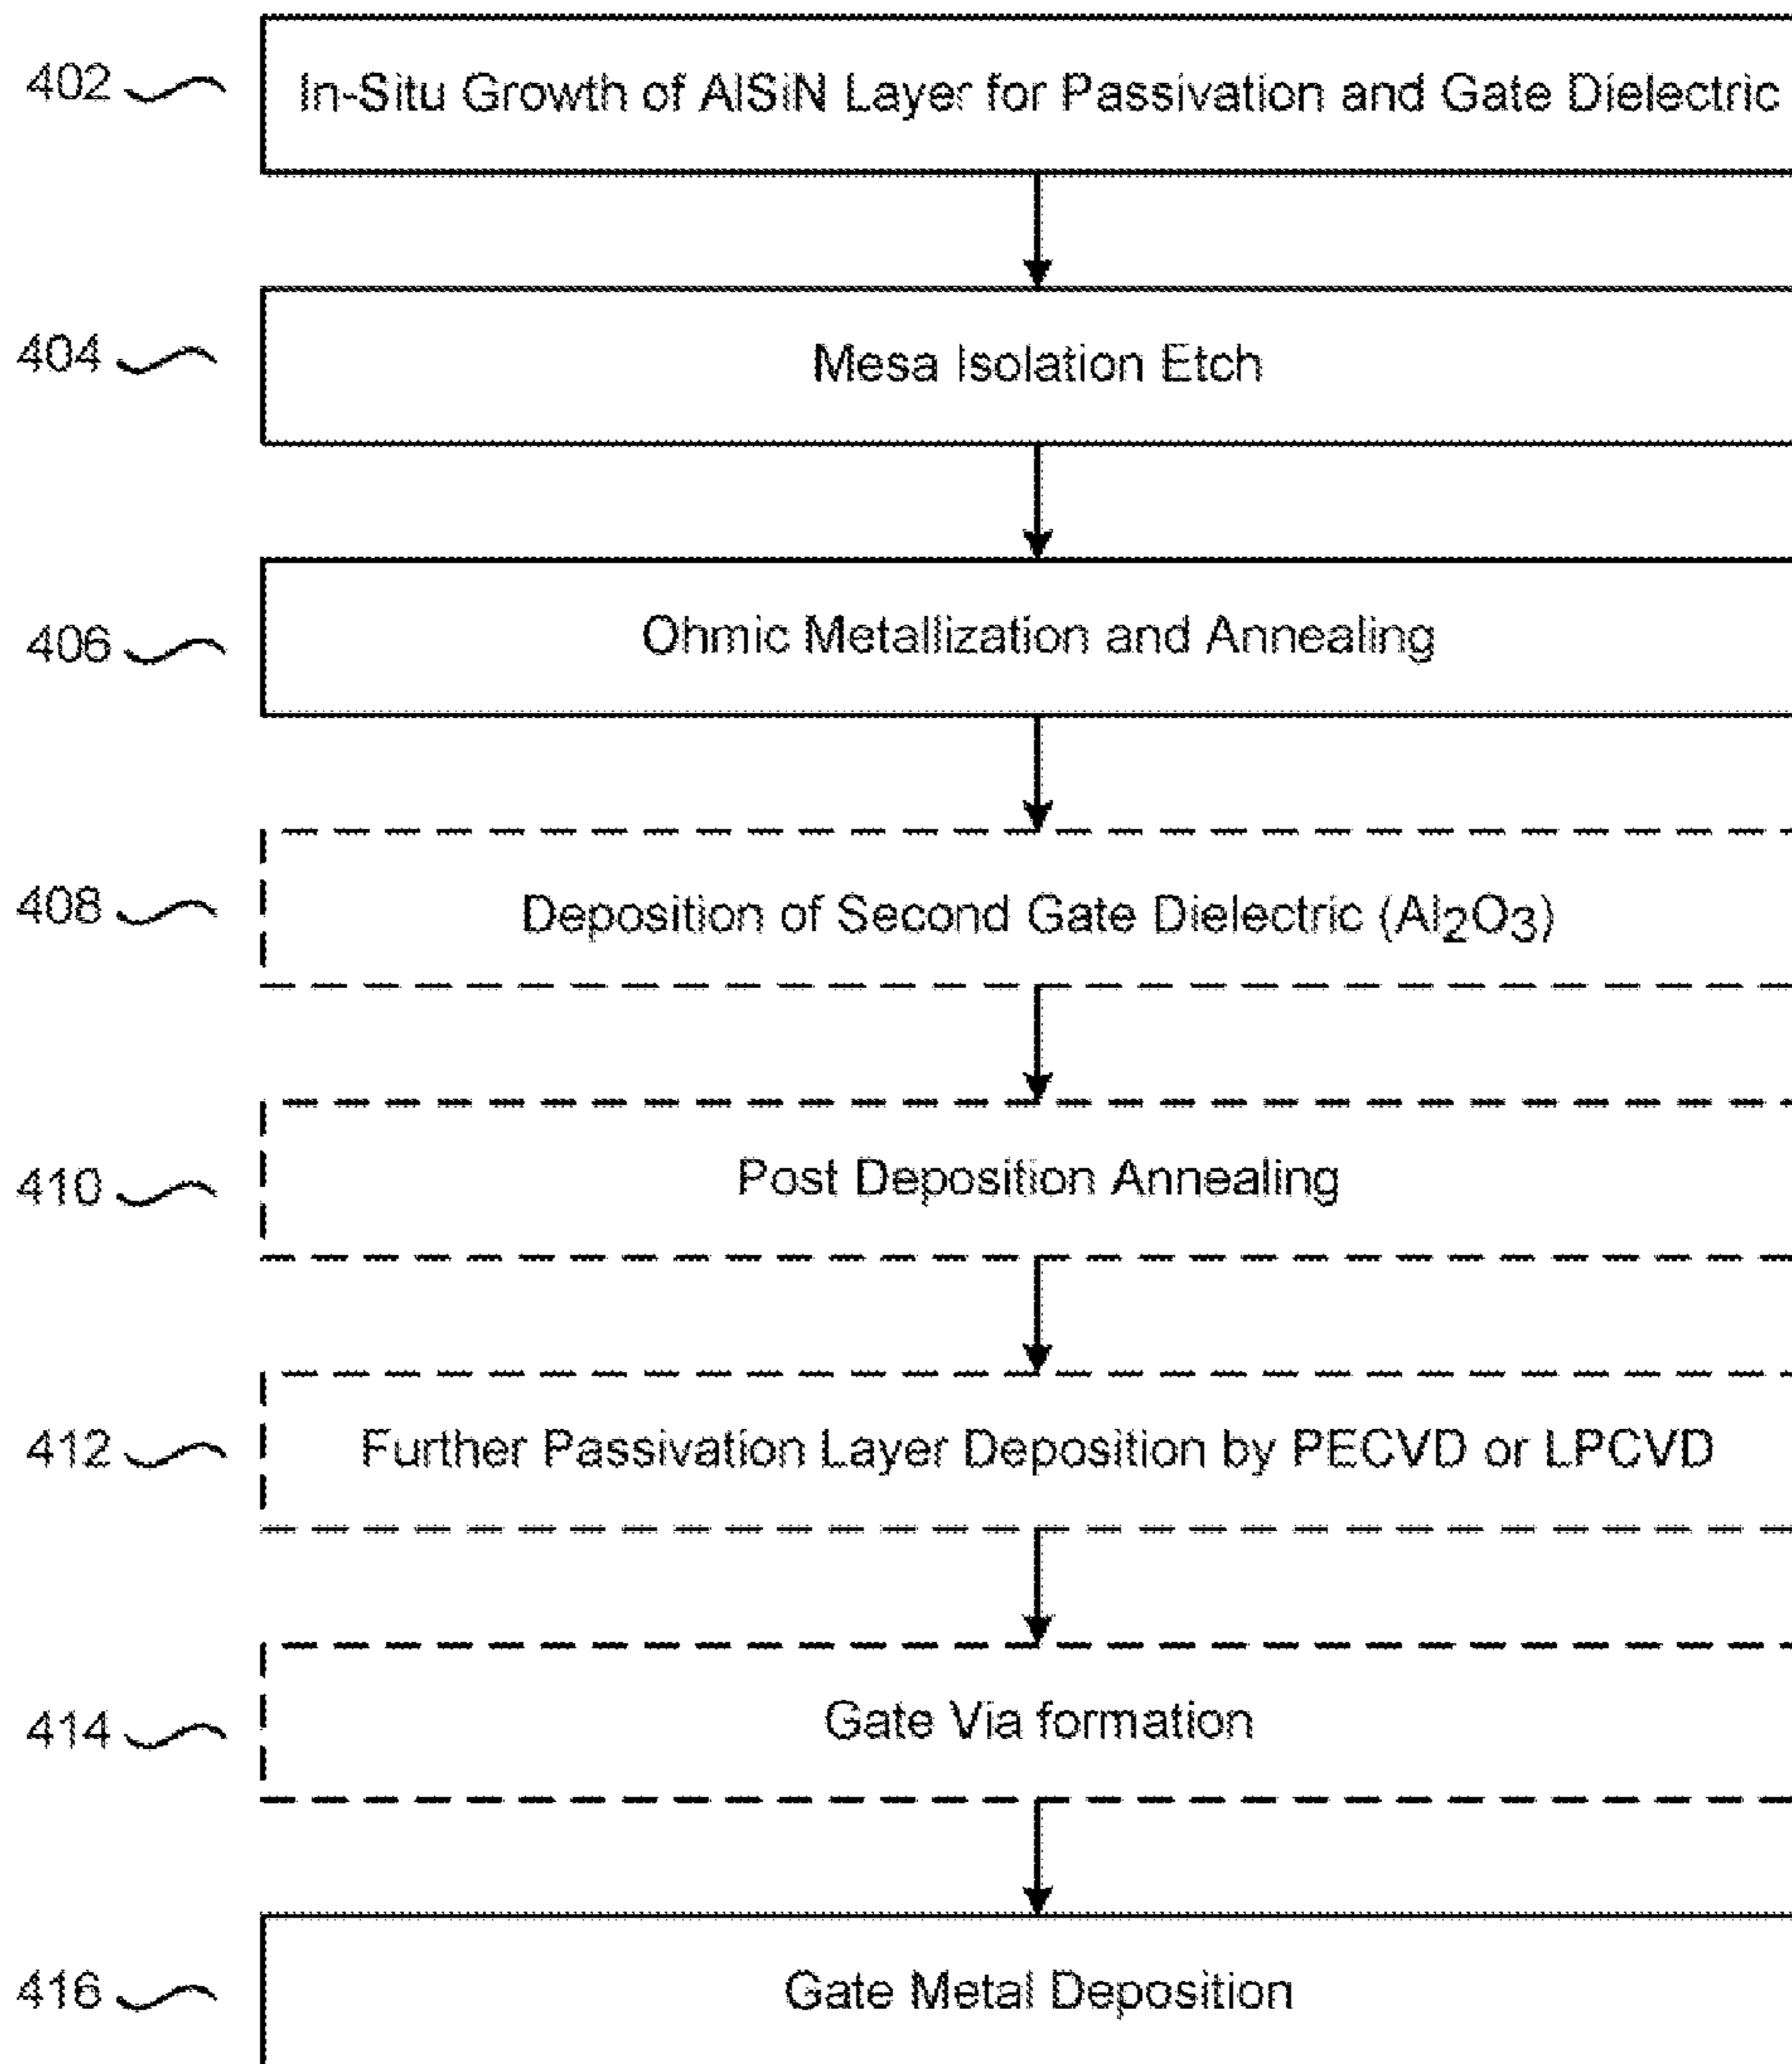 402 In-Situ Growth of AlSiN Layer for Passivation and Gate Dielectric
404 Mesa Isolation Etch
406 Ohmic Metallization and Annealing
408 Deposition of Second Gate Dielectric (Al₂O₃)
410 Post Deposition Annealing
412 Further Passivation Layer Deposition by PECVD or LPCVD
414 Gate Via formation
416 Gate Metal Deposition